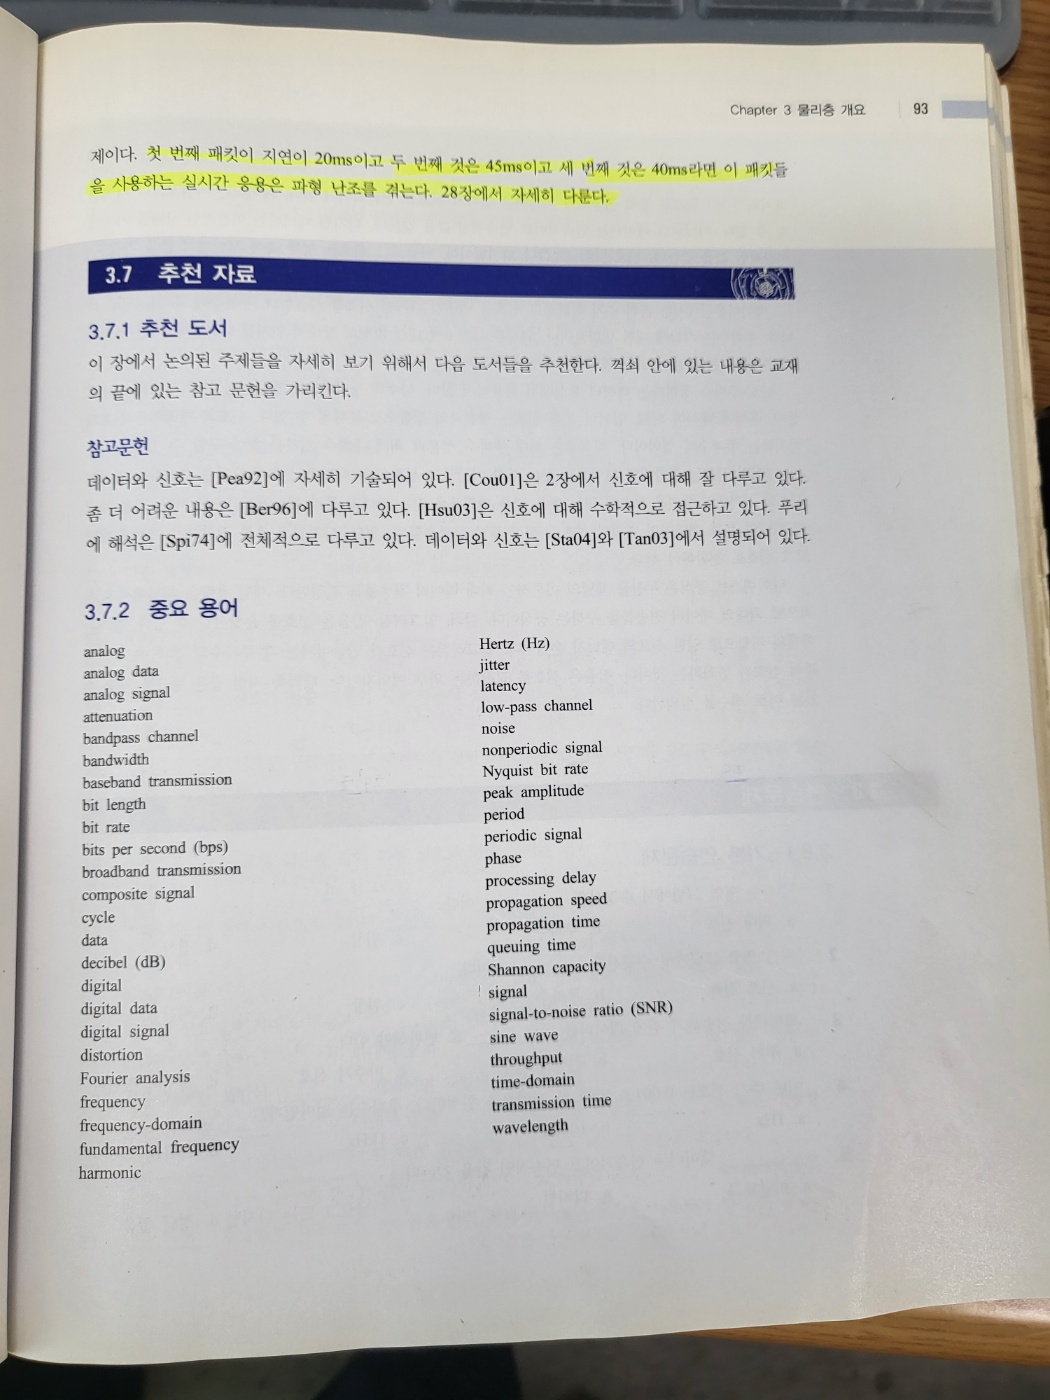 Chapter 3 물리층 개요 93
제이다. 첫 번째 패킷이 지연이 20ms이고 두 번째 것은 45ms이고 세 번째 것은 40ms라면 이 패킷들
을 사용하는 실시간 응용은 파형 난조를 겪는다. 28장에서 자세히 다룬다.
3.7 추천 자료
3.7.1 추천 도서
이 장에서 논의된 주제들을 자세히 보기 위해서 다음 도서들을 추천한다. 꺽쇠 안에 있는 내용은 교재
의 끝에 있는 참고 문헌을 가리킨다.
참고문헌
데이터와 신호는 [Pea92]에 자세히 기술되어 있다. [Cou01]은 2장에서 신호에 대해 잘 다루고 있다.
좀 더 어려운 내용은 [Ber96]에 다루고 있다. [Hsu03]은 신호에 대해 수학적으로 접근하고 있다. 푸리
에 해석은 [Spi74]에 전체적으로 다루고 있다. 데이터와 신호는 [Sta04]와 [Tan03]에서 설명되어 있다.
3.7.2 중요 용어
analog
analog data
analog signal
attenuation
bandpass channel
bandwidth
baseband transmission
bit length
bit rate
bits per second (bps)
broadband transmission
composite signal
cycle
data
decibel (dB)
digital
digital data
digital signal
distortion
Fourier analysis
frequency
frequency-domain
fundamental frequency
harmonic
Hertz (Hz)
jitter
latency
low-pass channel
noise
nonperiodic signal
Nyquist bit rate
peak amplitude
period
periodic signal
phase
processing delay
propagation speed
propagation time
queuing time
Shannon capacity
signal
signal-to-noise ratio (SNR)
sine wave
throughput
time-domain
transmission time
wavelength